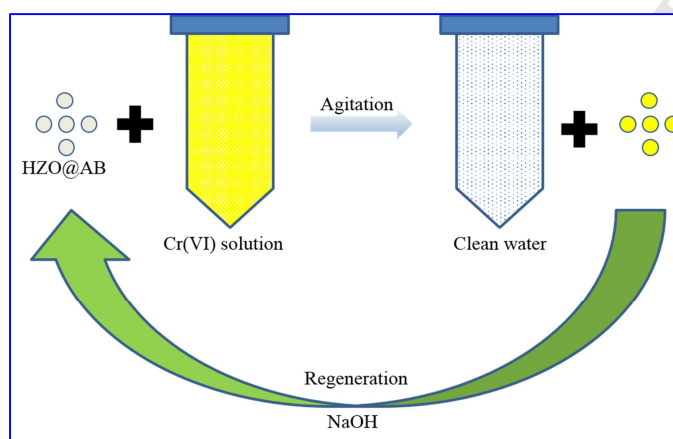 Agitation
HZO@AB
Cr(VI) solution
Clean water
Regeneration
NaOH